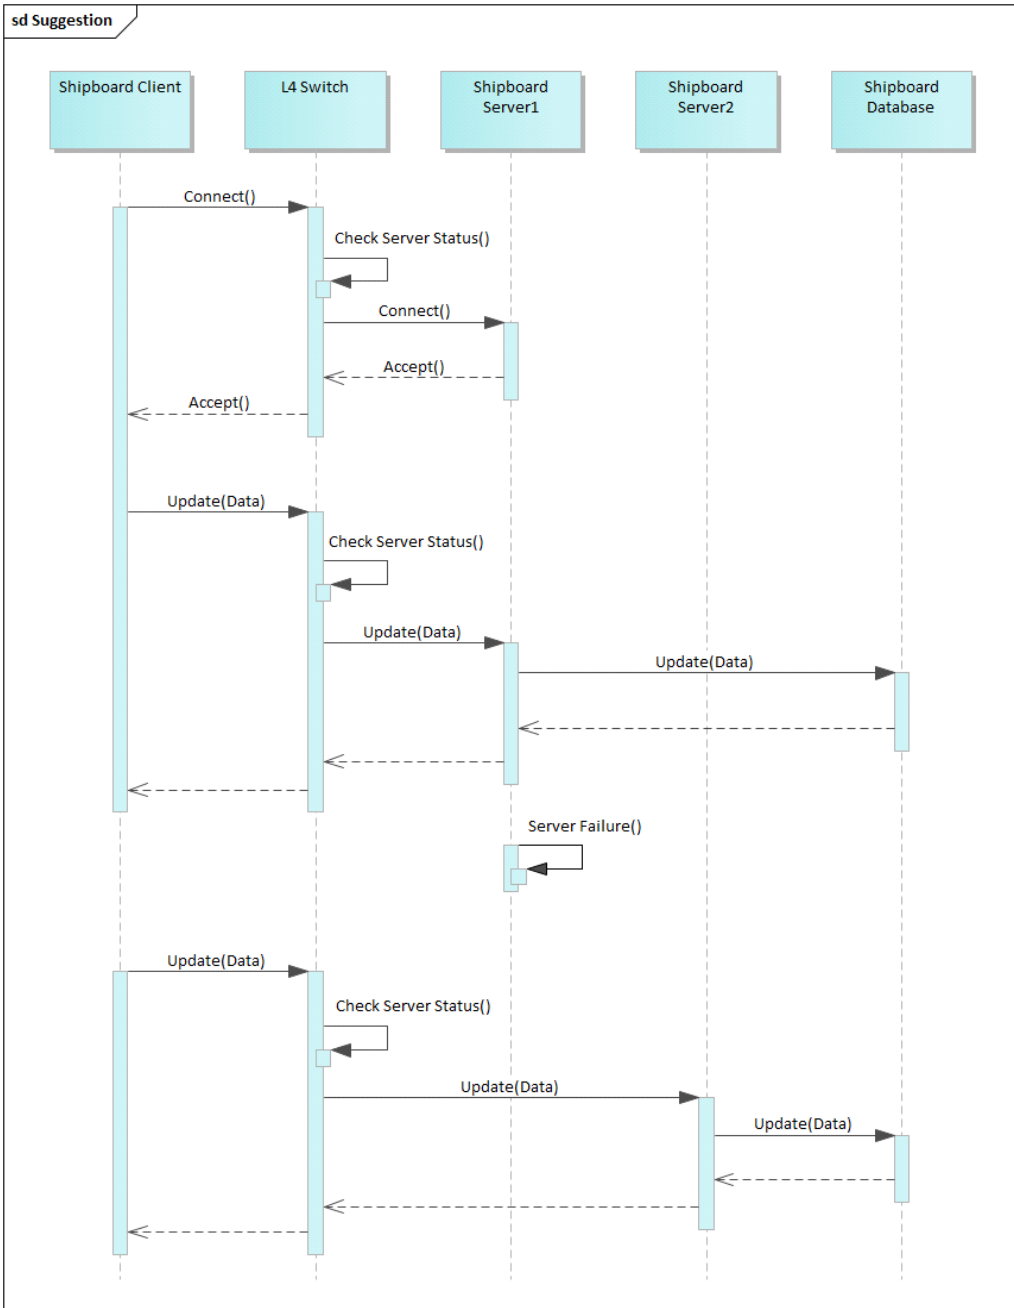 sd Suggestion
Shipboard Client
L4 Switch
Shipboard
Server1
Shipboard
Server2
Shipboard
Database
Connect()
Check Server Status()
Connect()
Accept()
Accept()
Update(Data)
Check Server Status()
Update(Data)
Update(Data)
Server Failure()
Update(Data)
Check Server Status()
Update(Data)
Update(Data)